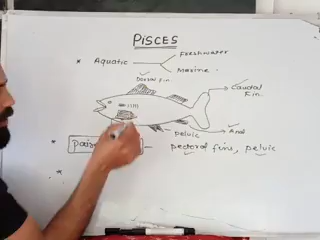 PISCES
* Aquatic Freshwater
Marine.
Dorsal fin
Caudal
Fin.
Anal
pelvic
* — pectoral fins, pelvic
*